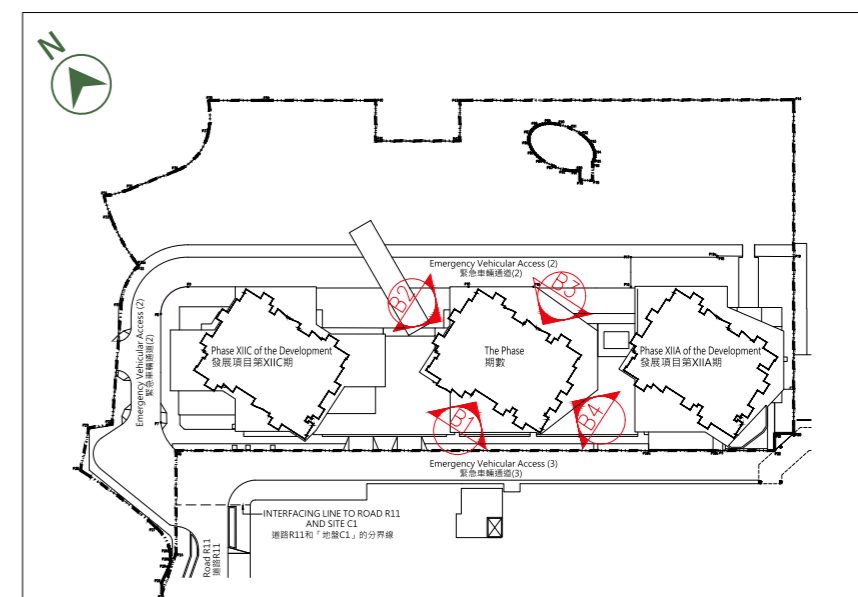 N
Emergency Vehicular Access (2)
緊急車輛通道(2)
B2
B3
Emergency Vehicular Access (2)
緊急車輛通道(2)
Phase XIIC of the Development
發展項目第XIIC期
The Phase
期數
Phase XIIA of the Development
發展項目第XIIA期
B1
B4
Emergency Vehicular Access (3)
緊急車輛通道(3)
INTERFACING LINE TO ROAD R11
AND SITE C1
道路R11和「地盤C1」的分界線
Road R11
道路R11